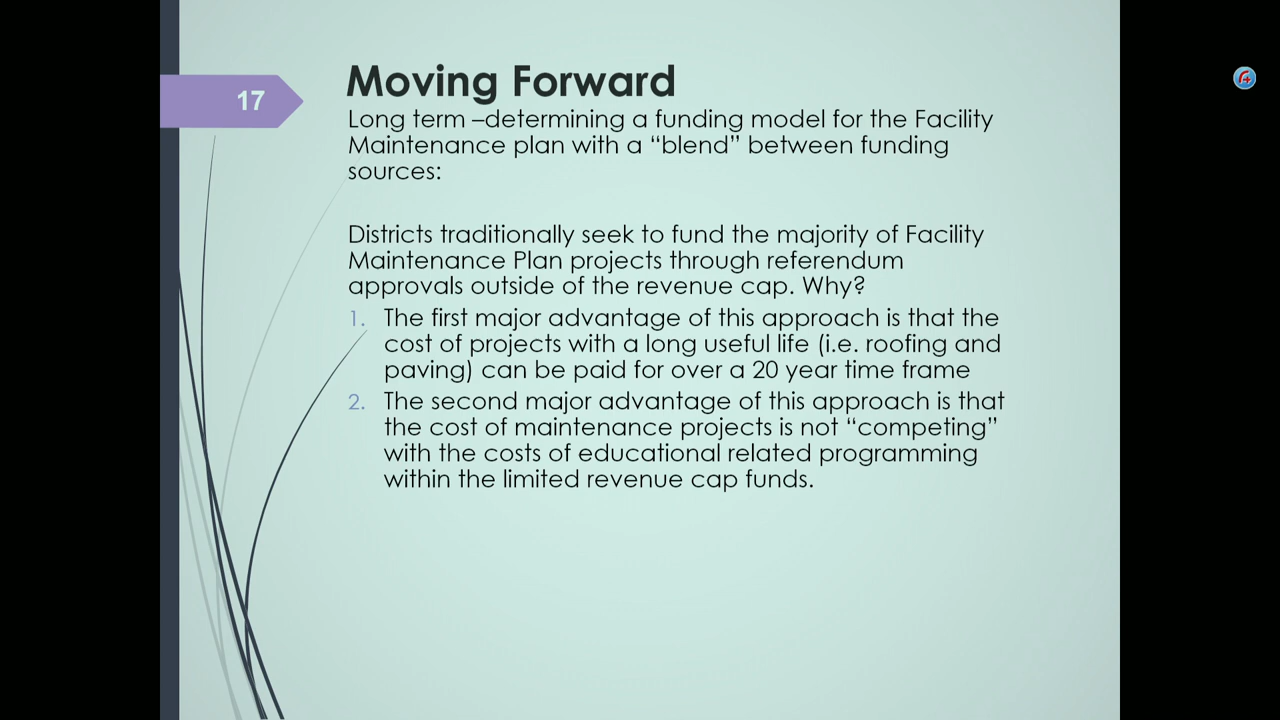 17
Moving Forward
Long term –determining a funding model for the Facility
Maintenance plan with a “blend” between funding
sources:
Districts traditionally seek to fund the majority of Facility
Maintenance Plan projects through referendum
approvals outside of the revenue cap. Why?
1. The first major advantage of this approach is that the
cost of projects with a long useful life (i.e. roofing and
paving) can be paid for over a 20 year time frame
2. The second major advantage of this approach is that
the cost of maintenance projects is not “competing”
with the costs of educational related programming
within the limited revenue cap funds.